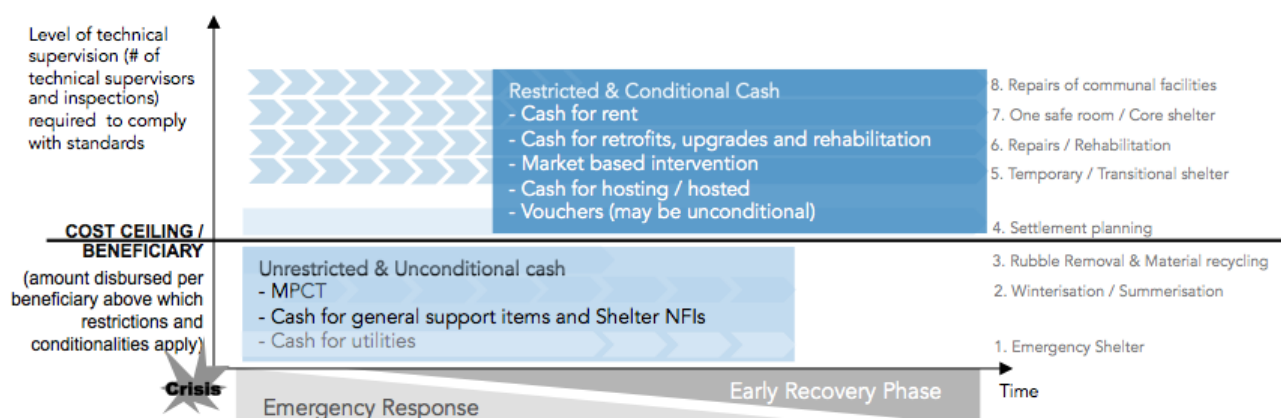 Level of technical
supervision (# of
technical supervisors
and inspections)
required to comply
with standards
COST CEILING /
BENEFICIARY
(amount disbursed per
beneficiary above which
restrictions and
conditionalities apply)
Crisis
Restricted & Conditional Cash
- Cash for rent
- Cash for retrofits, upgrades and rehabilitation
- Market based intervention
- Cash for hosting / hosted
- Vouchers (may be unconditional)
Unrestricted & Unconditional cash
- MPCT
- Cash for general support items and Shelter NFIs
- Cash for utilities
8. Repairs of communal facilities
7. One safe room / Core shelter
6. Repairs / Rehabilitation
5. Temporary / Transitional shelter
4. Settlement planning
3. Rubble Removal & Material recycling
2. Winterisation / Summerisation
1. Emergency Shelter
Early Recovery Phase
Time
Emergency Response